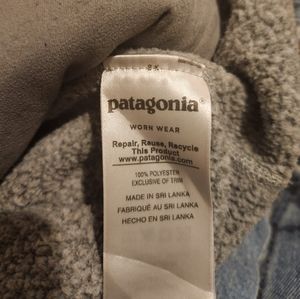 patagonia®
WORN WEAR
Repair, Reuse, Recycle
This Product
www.patagonia.com
100% POLYESTER
EXCLUSIVE OF TRIM
MADE IN SRI LANKA
FABRIQUÉ AU SRI LANKA
HECHO EN SRI LANKA